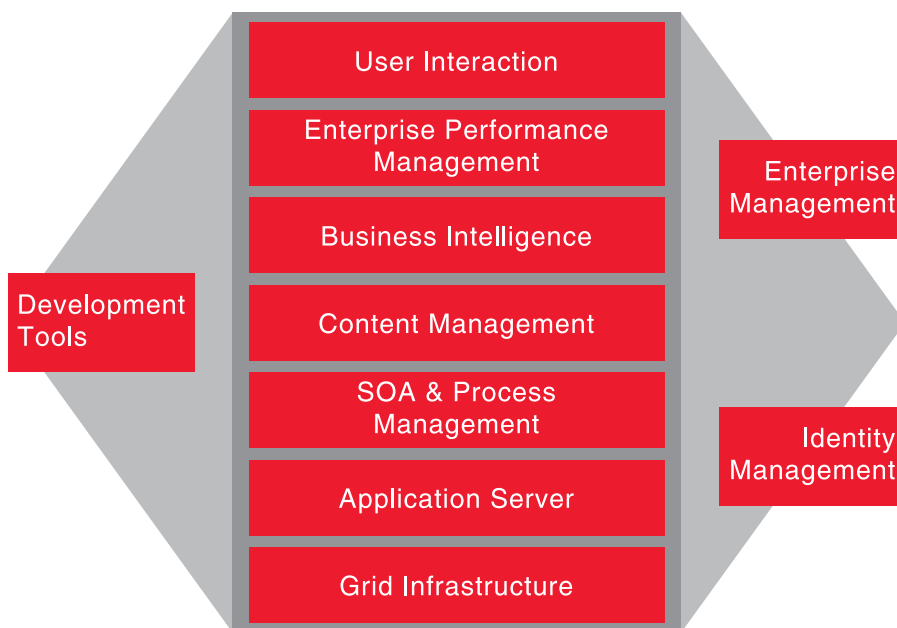 User Interaction
Enterprise Performance
Management
Business Intelligence
Content Management
SOA & Process
Management
Application Server
Grid Infrastructure
Development
Tools
Enterprise
Management
Identity
Management